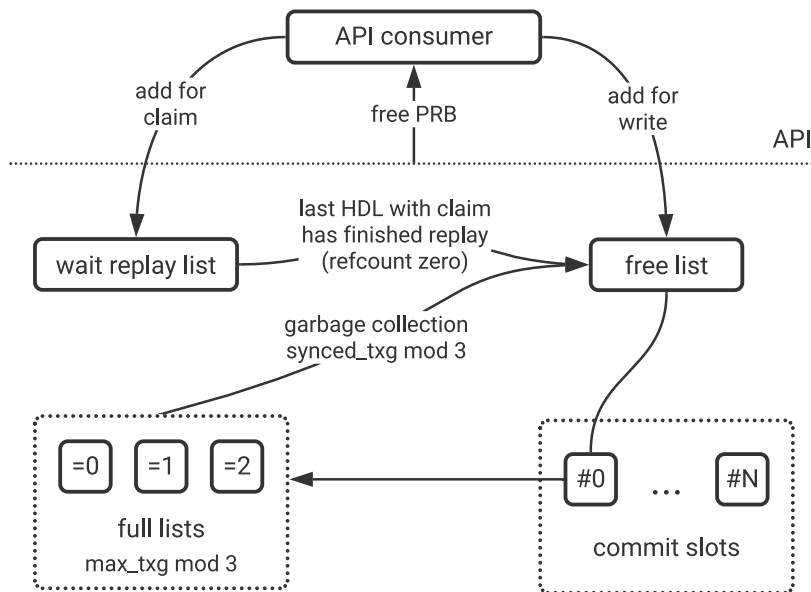 API consumer
add for
claim
free PRB
add for
write
API
last HDL with claim
has finished replay
(refcount zero)
wait replay list
free list
garbage collection
synced_txg mod 3
=0
=1
=2
#0
...
#N
full lists
max_txg mod 3
commit slots